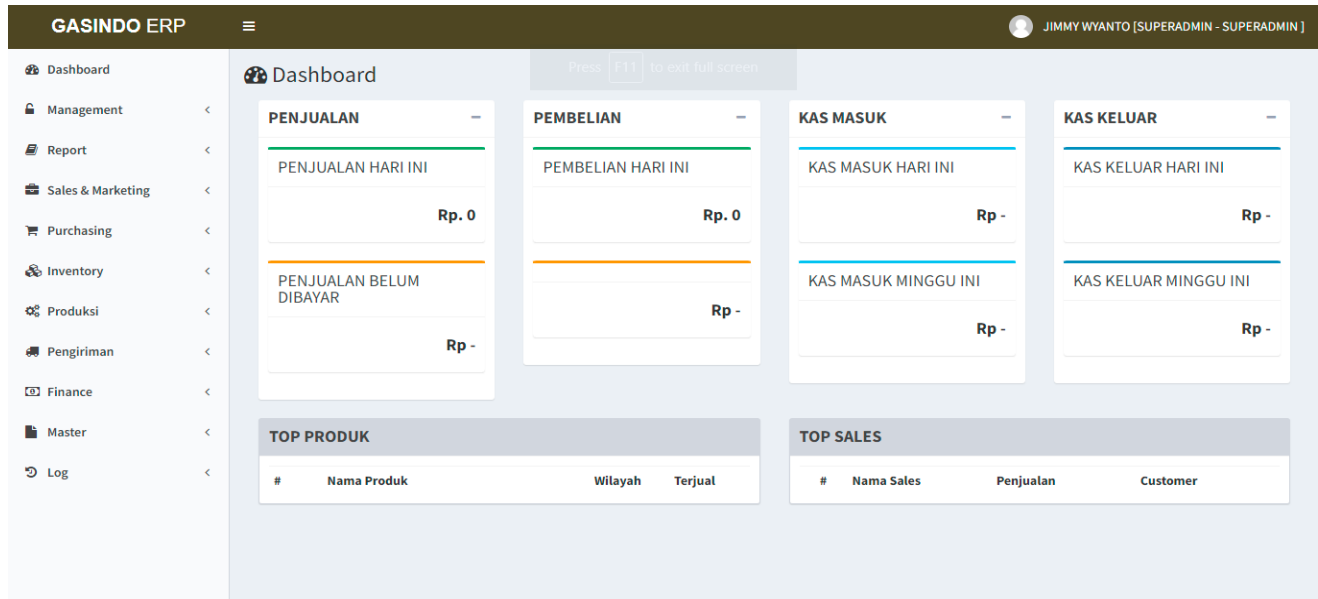 GASINDO ERP
JIMMY WYANTO [SUPERADMIN - SUPERADMIN ]
Dashboard
Management
Report
Sales & Marketing
Purchasing
Inventory
Produksi
Pengiriman
Finance
Master
Log
Dashboard
Press F11 to exit full screen
PENJUALAN
PENJUALAN HARI INI
Rp. 0
PENJUALAN BELUM
DIBAYAR
Rp -
PEMBELIAN
PEMBELIAN HARI INI
Rp. 0
Rp -
KAS MASUK
KAS MASUK HARI INI
Rp -
KAS MASUK MINGGU INI
Rp -
KAS KELUAR
KAS KELUAR HARI INI
Rp -
KAS KELUAR MINGGU INI
Rp -
TOP PRODUK
# Nama Produk Wilayah Terjual
TOP SALES
# Nama Sales Penjualan Customer